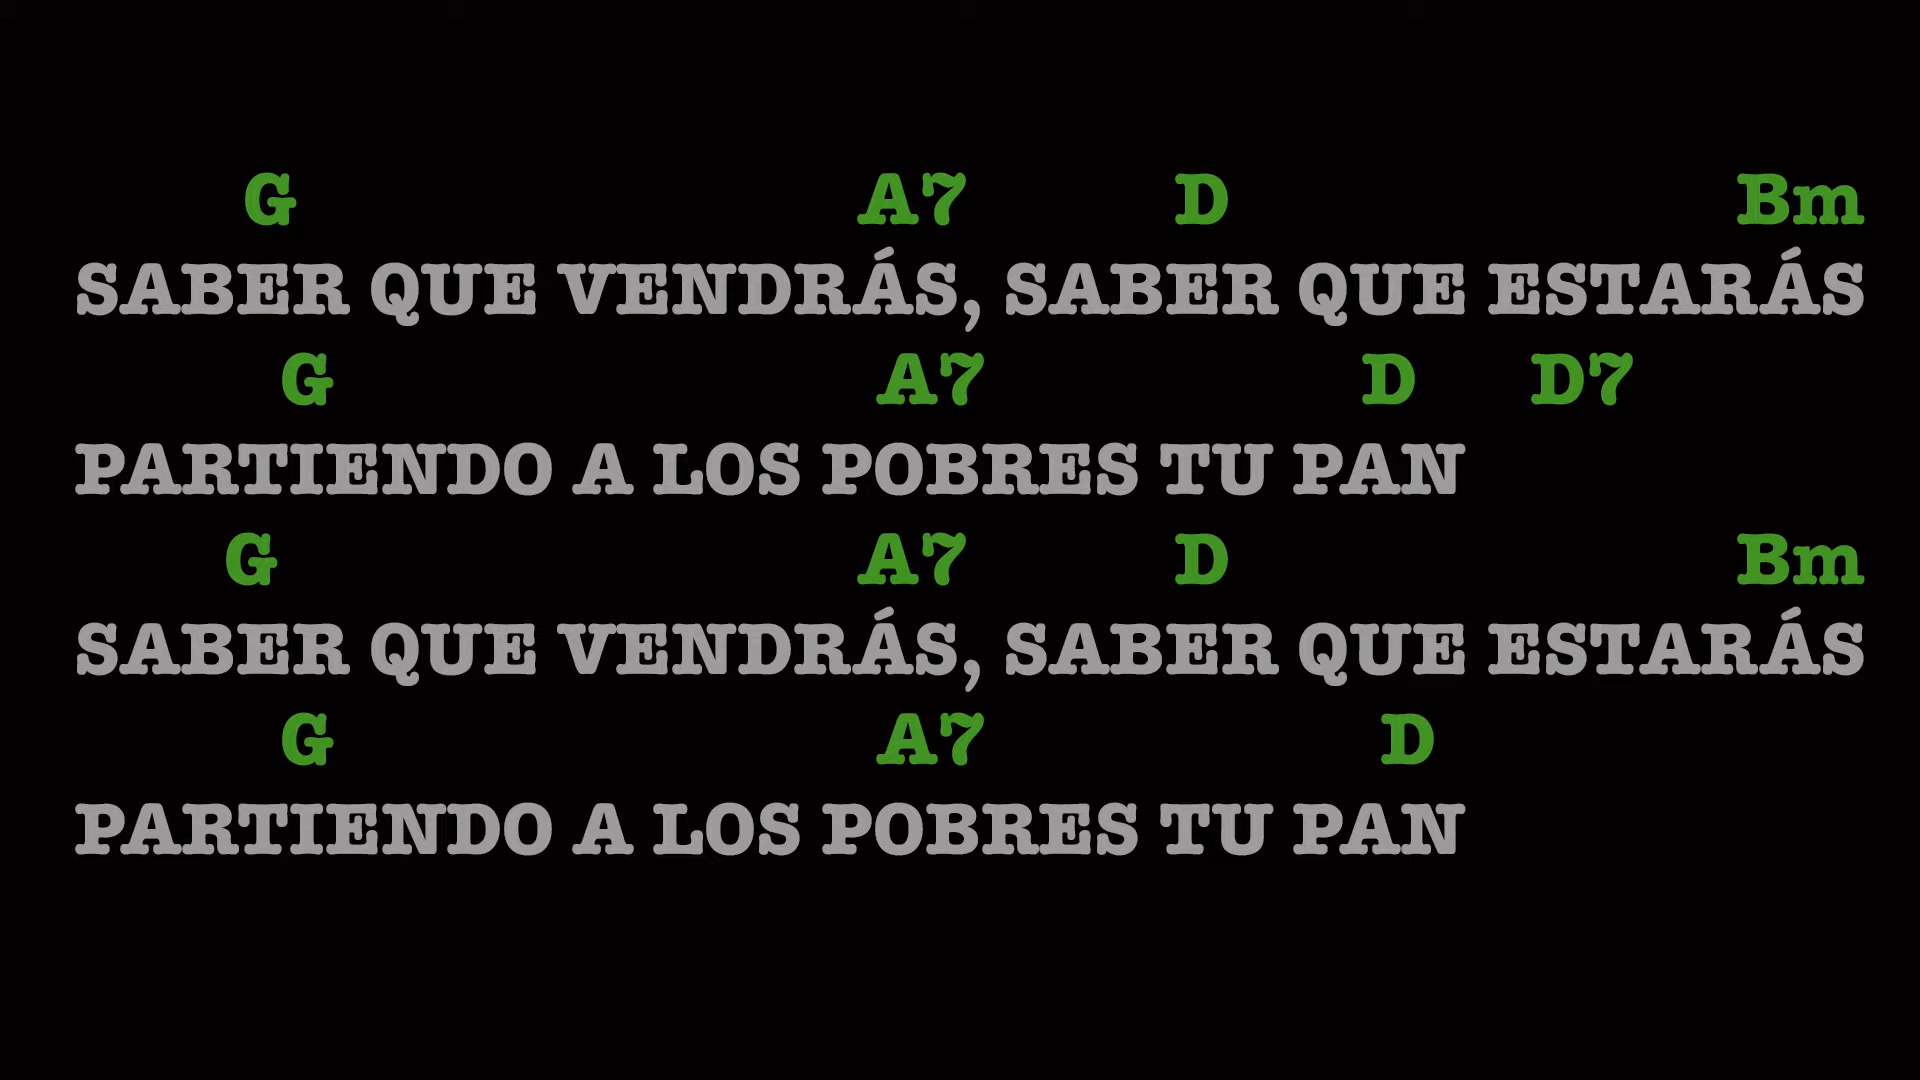 G A7 D Bm
SABER QUE VENDRÁS, SABER QUE ESTARÁS
G A7 D D7
PARTIENDO A LOS POBRES TU PAN
G A7 D Bm
SABER QUE VENDRÁS, SABER QUE ESTARÁS
G A7 D
PARTIENDO A LOS POBRES TU PAN